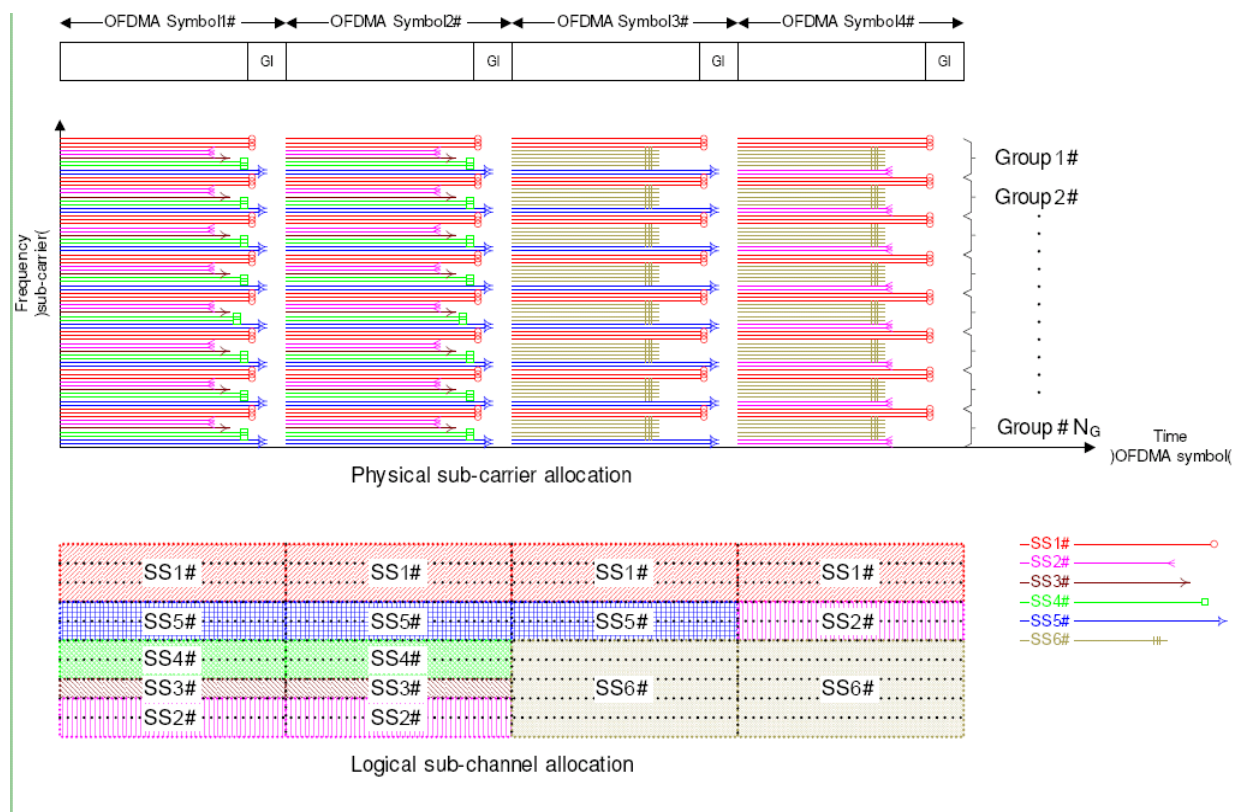 OFDMA Symbol1# OFDMA Symbol2# OFDMA Symbol3# OFDMA Symbol4#
GI GI GI GI
Group 1#
Group 2#
Frequency
)sub-carrier(
Group # NG
Time
)OFDMA symbol(
Physical sub-carrier allocation
SS1# SS1# SS1# SS1#
SS5# SS5# SS5# SS2#
SS4# SS4#
SS3# SS3# SS6# SS6#
SS2# SS2#
Logical sub-channel allocation
SS1#
SS2#
SS3#
SS4#
SS5#
SS6#